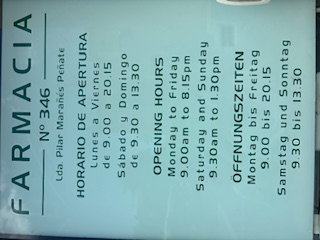 FARMACIA
Nº 346
Lda. Pilar Marañés Peñate
HORARIO DE APERTURA
Lunes a Viernes
de 9.00 a 20.15
Sábado y Domingo
de 9.30 a 13.30
OPENING HOURS
Monday to Friday
9.00am to 8.15pm
Saturday and Sunday
9.30am to 1.30pm
ÖFFNUNGSZEITEN
Montag bis Freitag
9.00 bis 20.15
Samstag und Sonntag
9 30 bis 13.30